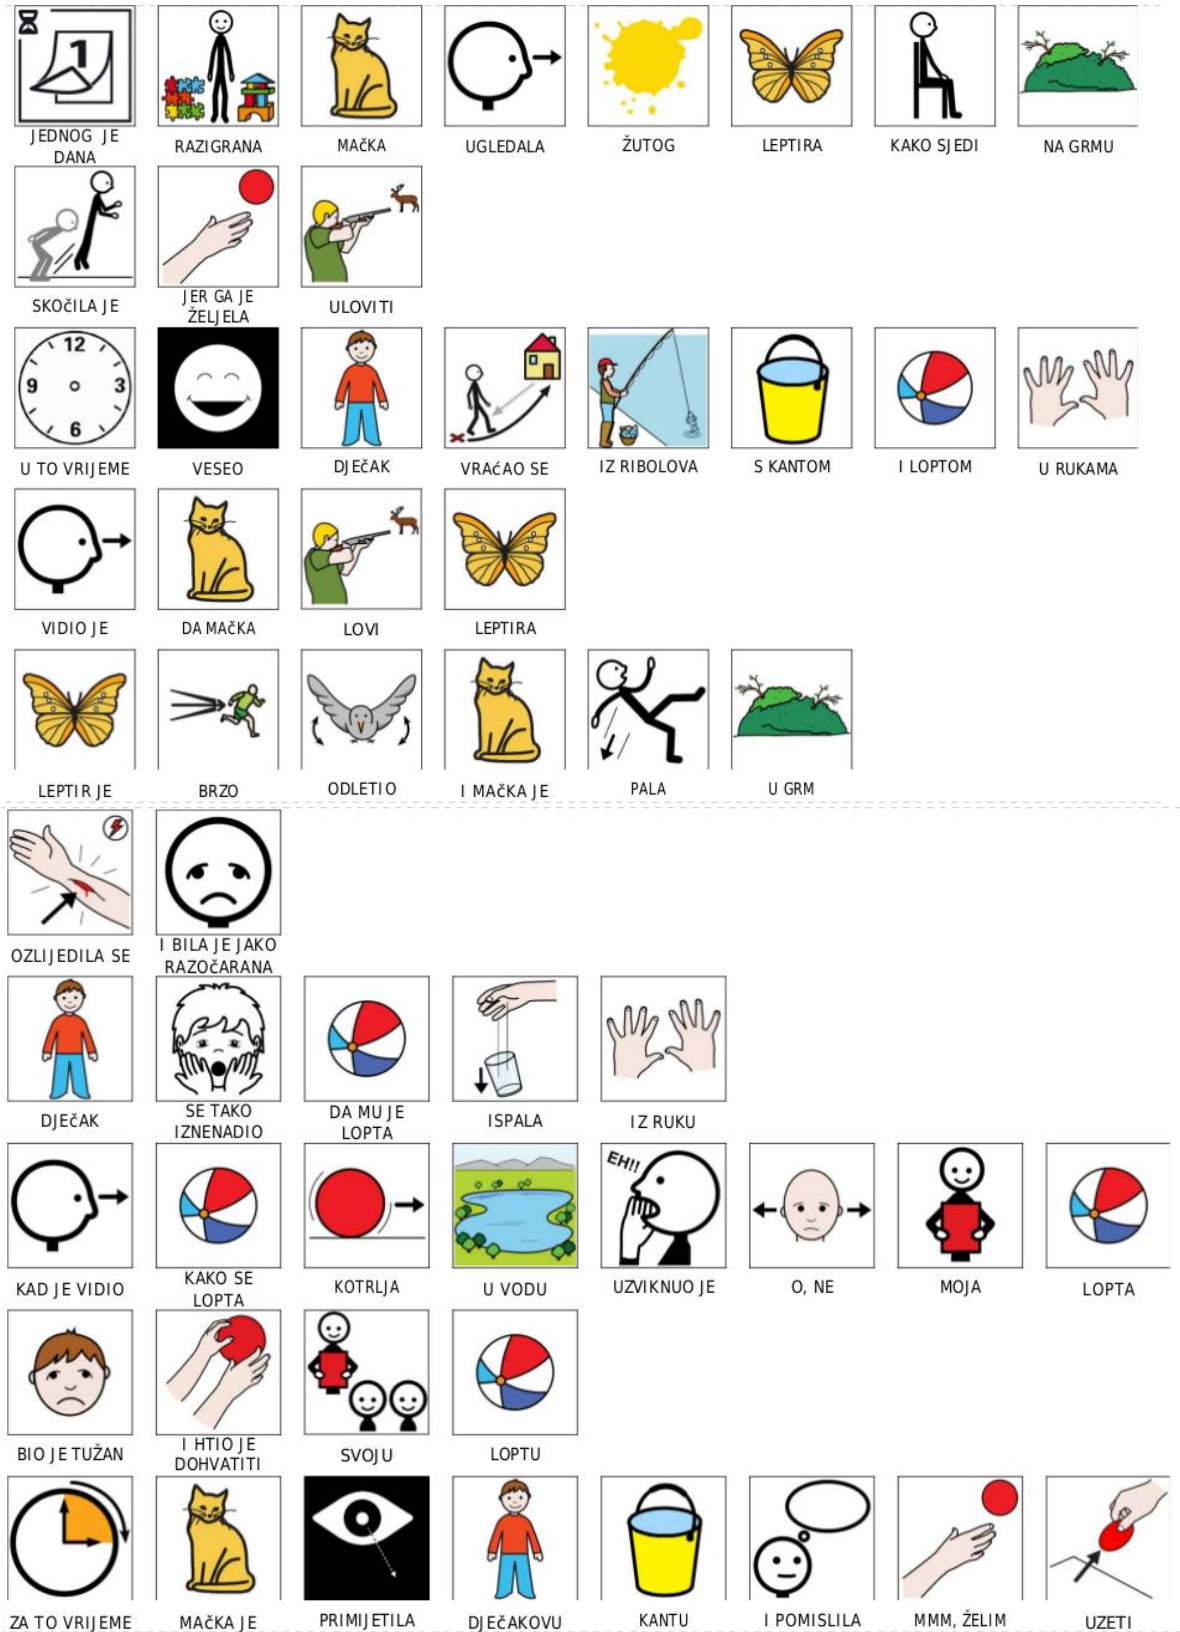 1
JEDNOG JE DANA RAZIGRANA MAČKA UGLEDALA ŽUTOG LEPTIRA KAKO SJEDI NA GRMU
SKOČILA JE JER GA JE ŽELJELA ULOVITI
12
9 3
6
U TO VRIJEME VESEO DJEČAK VRAĆAO SE IZ RIBOLOVA S KANTOM I LOPTOM U RUKAMA
VIDIO JE DA MAČKA LOVI LEPTIRA
LEPTIR JE BRZO ODLETIO I MAČKA JE PALA U GRM
OZLIJEDILA SE I BILA JE JAKO RAZOČARANA
DJEČAK SE TAKO IZNENADIO DA MU JE LOPTA ISPALA IZ RUKU
EH!!
KAD JE VIDIO KAKO SE LOPTA KOTRLJA U VODU UZVIKNUO JE O, NE MOJA LOPTA
BIO JE TUŽAN I HTIO JE DOHVATITI SVOJU LOPTU
ZA TO VRIJEME MAČKA JE PRIMIJETILA DJEČAKOVU KANTU I POMISLILA MMM, ŽELIM UZETI